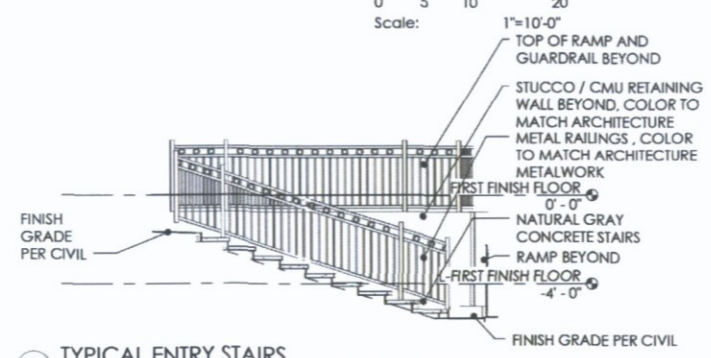 0 5 10 20
Scale: 1"=10'-0"
TOP OF RAMP AND
GUARDRAIL BEYOND
STUCCO / CMU RETAINING
WALL BEYOND, COLOR TO
MATCH ARCHITECTURE
METAL RAILINGS , COLOR
TO MATCH ARCHITECTURE
METALWORK
FIRST FINISH FLOOR
0' - 0"
FINISH
GRADE
PER CIVIL
NATURAL GRAY
CONCRETE STAIRS
RAMP BEYOND
-FIRST FINISH FLOOR
-4' - 0"
FINISH GRADE PER CIVIL
TYPICAL ENTRY STAIRS